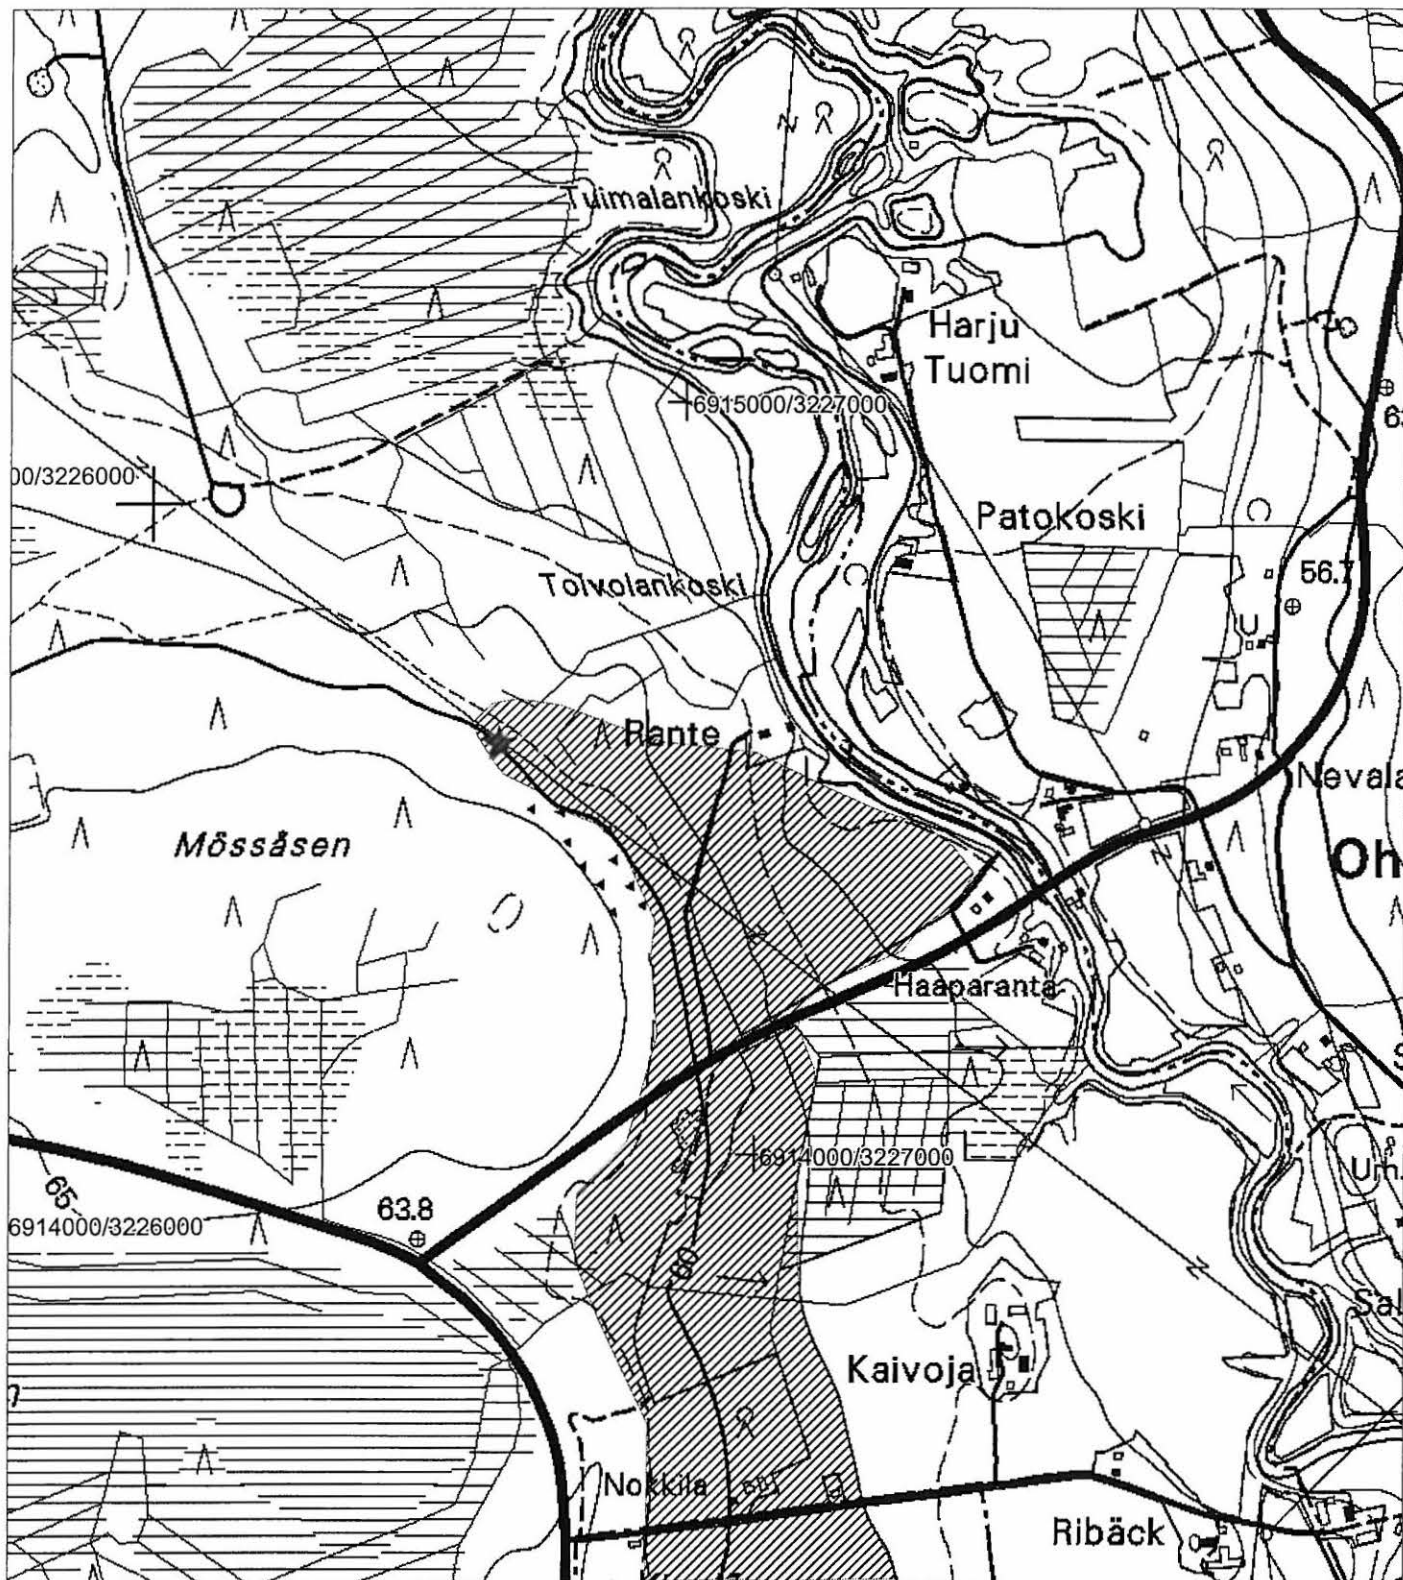 Tuimalankoski
Harju
Tuomi
6915000/3227000
00/3226000
Patokoski
56.7
Toivolankoski
Rante
Nevala
Mössåsen
Oh
Haaparanta
6914000/3227000
65
63.8
6914000/3226000
60
Sal
Kaivoja
Nokkila
Ribäck